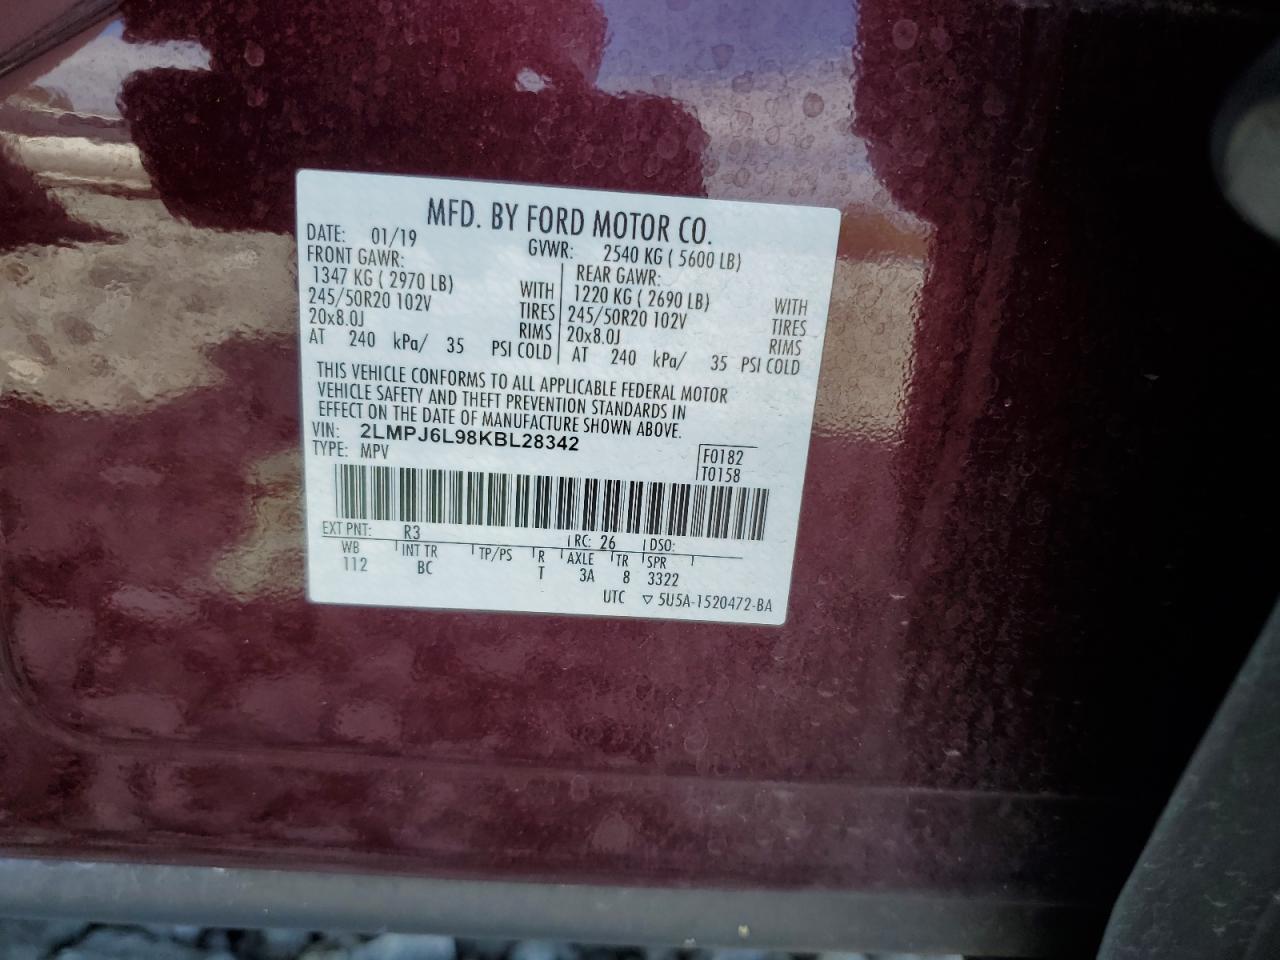 MFD. BY FORD MOTOR CO.
DATE: 01/19 GVWR: 2540 KG ( 5600 LB)
FRONT GAWR: REAR GAWR:
1347 KG ( 2970 LB) WITH 1220 KG ( 2690 LB) WITH
245/50R20 102V TIRES 245/50R20 102V TIRES
20x8.0J RIMS 20x8.0J RIMS
AT 240 kPa/ 35 PSI COLD AT 240 kPa/ 35 PSI COLD
THIS VEHICLE CONFORMS TO ALL APPLICABLE FEDERAL MOTOR
VEHICLE SAFETY AND THEFT PREVENTION STANDARDS IN
EFFECT ON THE DATE OF MANUFACTURE SHOWN ABOVE.
VIN: 2LMPJ6L98KBL28342
TYPE: MPV F0182
T0158
EXT PNT: R3 RC: 26 DSO:
WB INT TR TP/PS R AXLE TR SPR
112 BC T 3A 8 3322
UTC ▽ 5U5A-1520472-BA